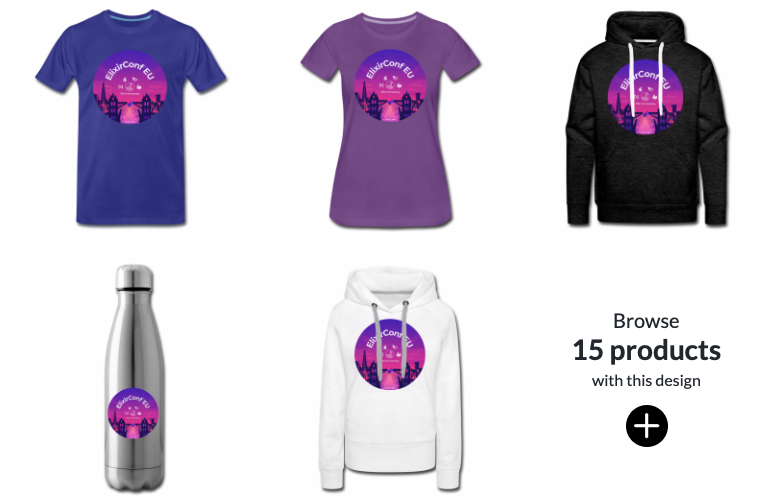 ElixirConf EU
ElixirConf EU
ElixirConf EU
ElixirConf EU
ElixirConf EU
Browse
15 products
with this design